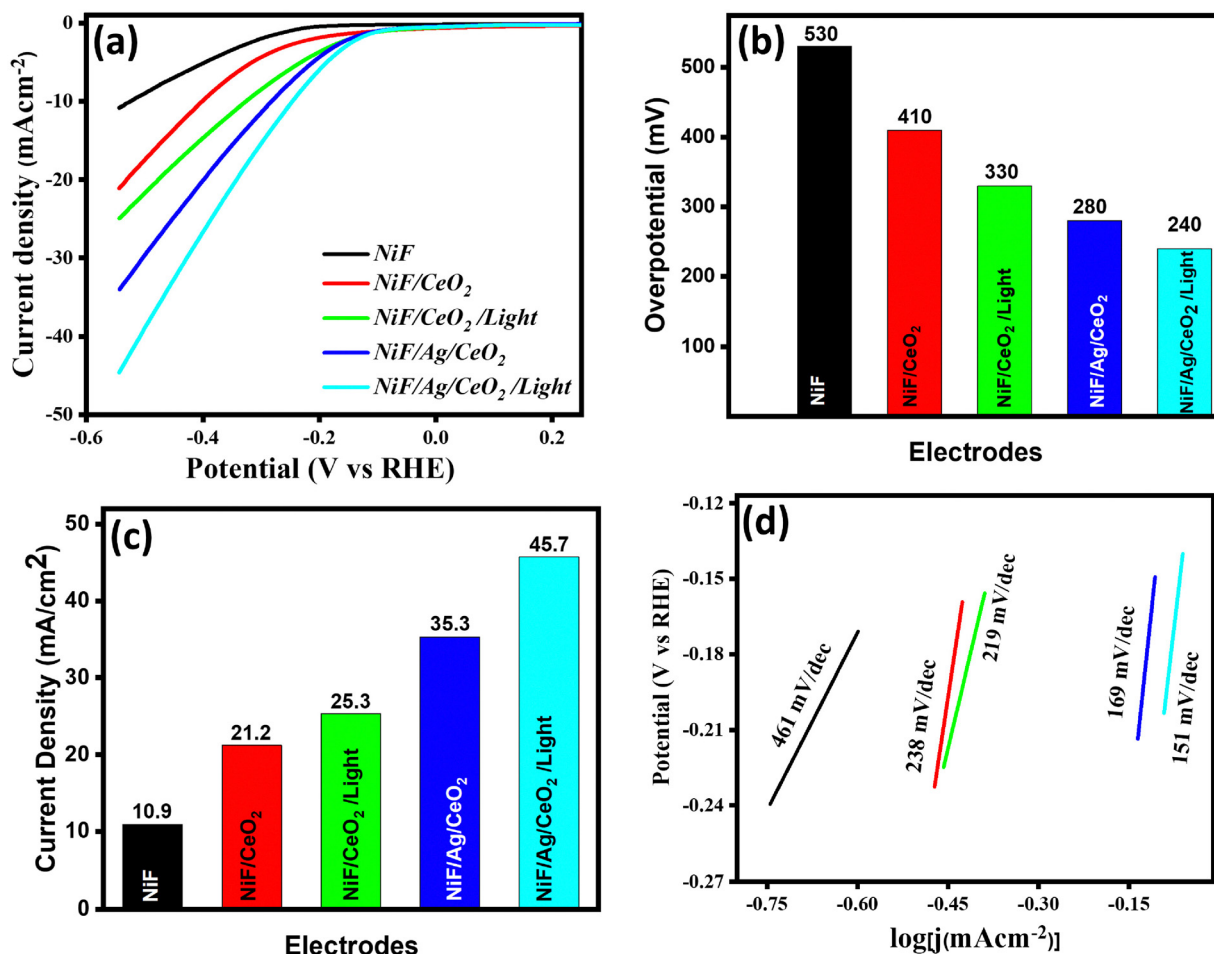 (a)
0
-10
-20
-30
-40
-50
-0.6
-0.4
-0.2
0.0
0.2
Current density (mAcm⁻²)
Potential (V vs RHE)
NiF
NiF/CeO₂
NiF/CeO₂ /Light
NiF/Ag/CeO₂
NiF/Ag/CeO₂ /Light
(b)
500
400
300
200
100
Overpotential (mV)
530
410
330
280
240
NiF
NiF/CeO₂
NiF/CeO₂ /Light
NiF/Ag/CeO₂
NiF/Ag/CeO₂ /Light
Electrodes
(c)
50
40
30
20
10
0
Current Density (mA/cm²)
10.9
21.2
25.3
35.3
45.7
NiF
NiF/CeO₂
NiF/CeO₂ /Light
NiF/Ag/CeO₂
NiF/Ag/CeO₂ /Light
Electrodes
(d)
-0.12
-0.15
-0.18
-0.21
-0.24
-0.27
Potential (V vs RHE)
461 mV/dec
238 mV/dec
219 mV/dec
169 mV/dec
151 mV/dec
-0.75
-0.60
-0.45
-0.30
-0.15
log[j(mAcm⁻²)]